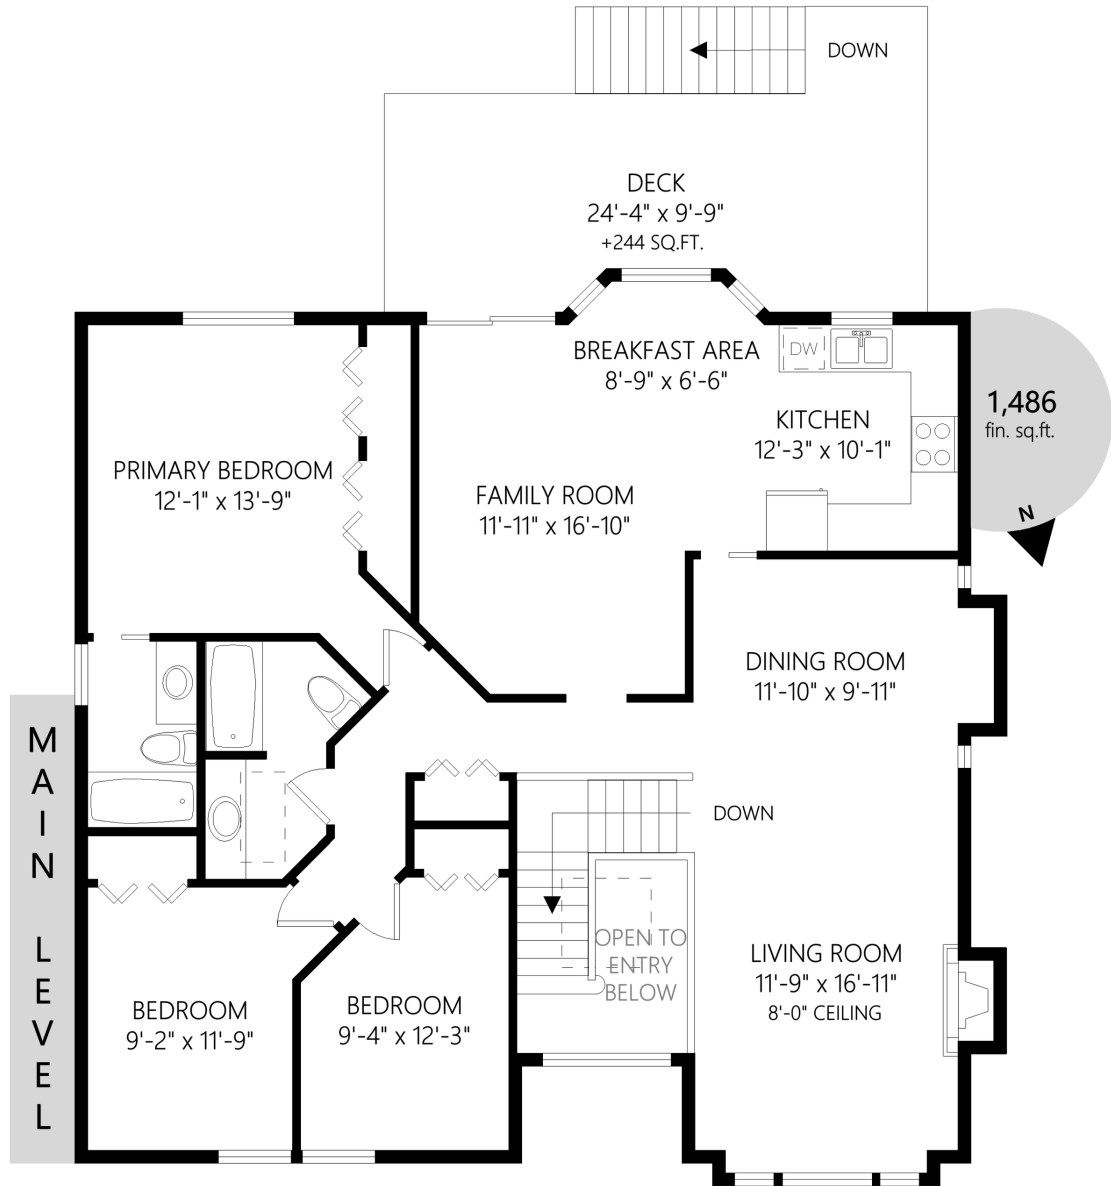 DOWN
DECK
24'-4" x 9'-9"
+244 SQ.FT.
BREAKFAST AREA
8'-9" x 6'-6"
DW
KITCHEN
12'-3" x 10'-1"
1,486
fin. sq.ft.
N
PRIMARY BEDROOM
12'-1" x 13'-9"
FAMILY ROOM
11'-11" x 16'-10"
DINING ROOM
11'-10" x 9'-11"
MAIN LEVEL
DOWN
OPEN TO
ENTRY
BELOW
LIVING ROOM
11'-9" x 16'-11"
8'-0" CEILING
BEDROOM
9'-2" x 11'-9"
BEDROOM
9'-4" x 12'-3"